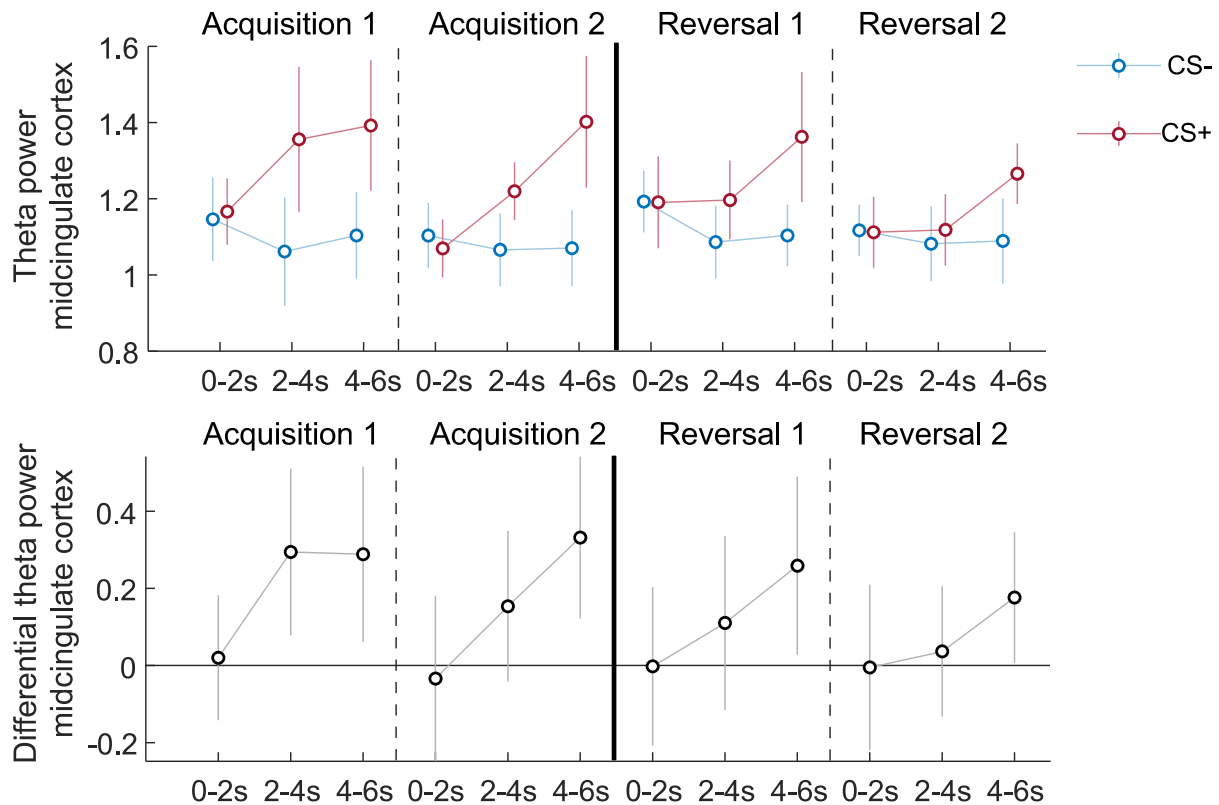 Acquisition 1 Acquisition 2 Reversal 1 Reversal 2
CS-
CS+
Theta power
midcingulate cortex
1.6
1.4
1.2
1
0.8
0-2s 2-4s 4-6s 0-2s 2-4s 4-6s 0-2s 2-4s 4-6s 0-2s 2-4s 4-6s
Acquisition 1 Acquisition 2 Reversal 1 Reversal 2
Differential theta power
midcingulate cortex
0.4
0.2
0
-0.2
0-2s 2-4s 4-6s 0-2s 2-4s 4-6s 0-2s 2-4s 4-6s 0-2s 2-4s 4-6s